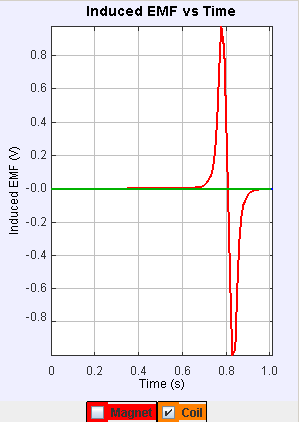 Induced EMF vs Time
Induced EMF (V)
0.8
0.6
0.4
0.2
-0.0
-0.2
-0.4
-0.6
-0.8
0 0.2 0.4 0.6 0.8 1.0
Time (s)
Magnet Coil